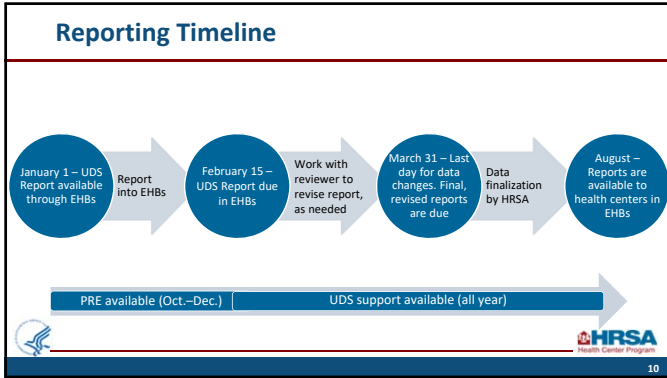 Reporting Timeline
January 1 – UDS
Report available
through EHBs
Report
into EHBs
February 15 –
UDS Report due
in EHBs
Work with
reviewer to
revise report,
as needed
March 31 – Last
day for data
changes. Final,
revised reports
are due
Data
finalization
by HRSA
August –
Reports are
available to
health centers in
EHBs
PRE available (Oct.–Dec.)
UDS support available (all year)
HRSA
Health Center Program
10